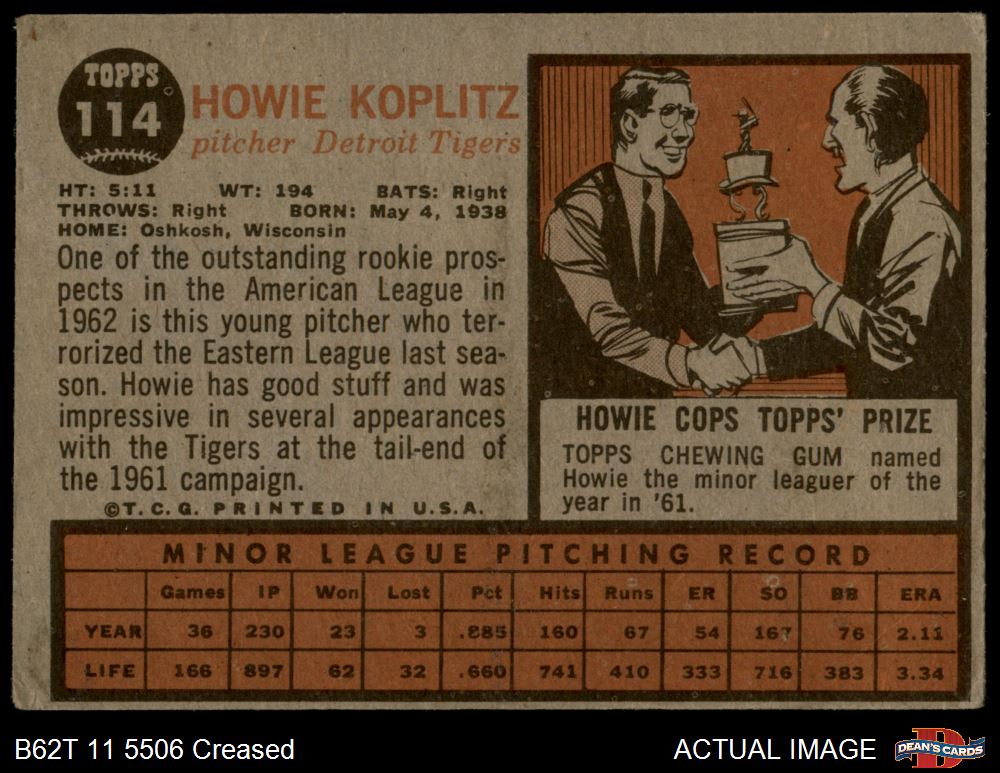 TOPPS
114
HOWIE KOPLITZ
pitcher Detroit Tigers
HT: 5:11 WT: 194 BATS: Right
THROWS: Right BORN: May 4, 1938
HOME: Oshkosh, Wisconsin
One of the outstanding rookie pros-
pects in the American League in
1962 is this young pitcher who ter-
rorized the Eastern League last sea-
son. Howie has good stuff and was
impressive in several appearances
with the Tigers at the tail-end of
the 1961 campaign.
©T.C.G. PRINTED IN U.S.A.
HOWIE COPS TOPPS' PRIZE
TOPPS CHEWING GUM named
Howie the minor leaguer of the
year in '61.
MINOR LEAGUE PITCHING RECORD
Games IP Won Lost Pct Hits Runs ER SO BB ERA
YEAR 36 230 23 3 .885 160 67 54 167 76 2.11
LIFE 166 897 62 32 .660 741 410 333 716 383 3.34
B62T 11 5506 Creased
ACTUAL IMAGE
DEAN'S CARDS